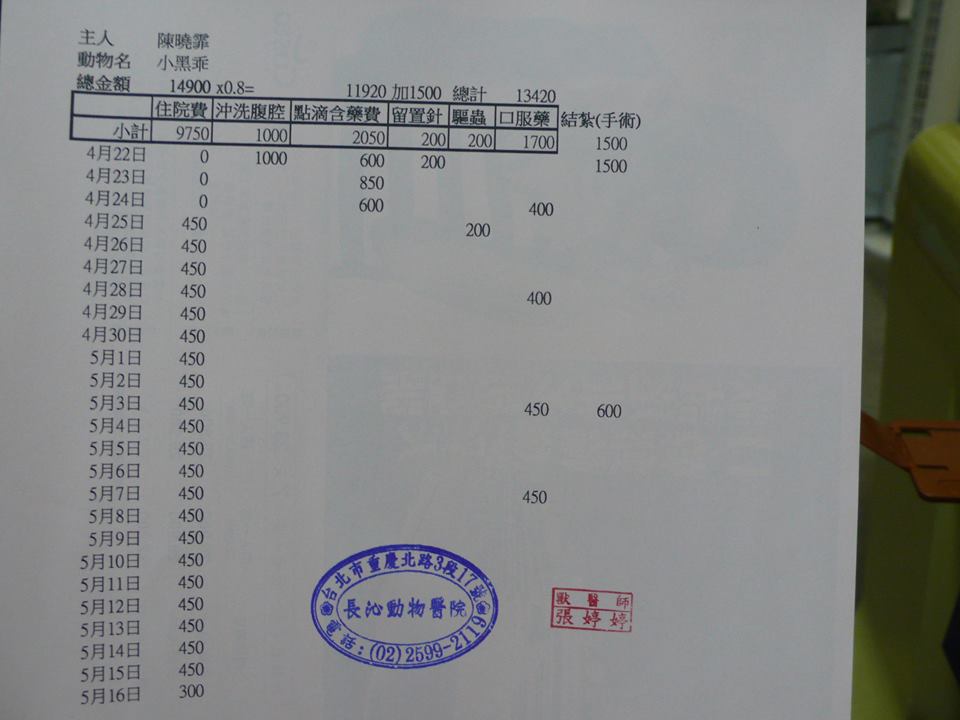 主人 陳曉霏
動物名 小黑乖
總金額 14900 x0.8= 11920 加1500 總計 13420
住院費 沖洗腹腔 點滴含藥費 留置針 驅蟲 口服藥 結紮(手術)
小計 9750 1000 2050 200 200 1700 1500
4月22日 0 1000 600 200 1500
4月23日 0 850
4月24日 0 600 400
4月25日 450 200
4月26日 450
4月27日 450
4月28日 450 400
4月29日 450
4月30日 450
5月1日 450
5月2日 450
5月3日 450 450 600
5月4日 450
5月5日 450
5月6日 450
5月7日 450 450
5月8日 450
5月9日 450
5月10日 450
5月11日 450
5月12日 450
5月13日 450
5月14日 450
5月15日 450
5月16日 300
台北市重慶北路3段17號
長沁動物醫院
電話：(02)2599-2119
獸醫師
張婷婷